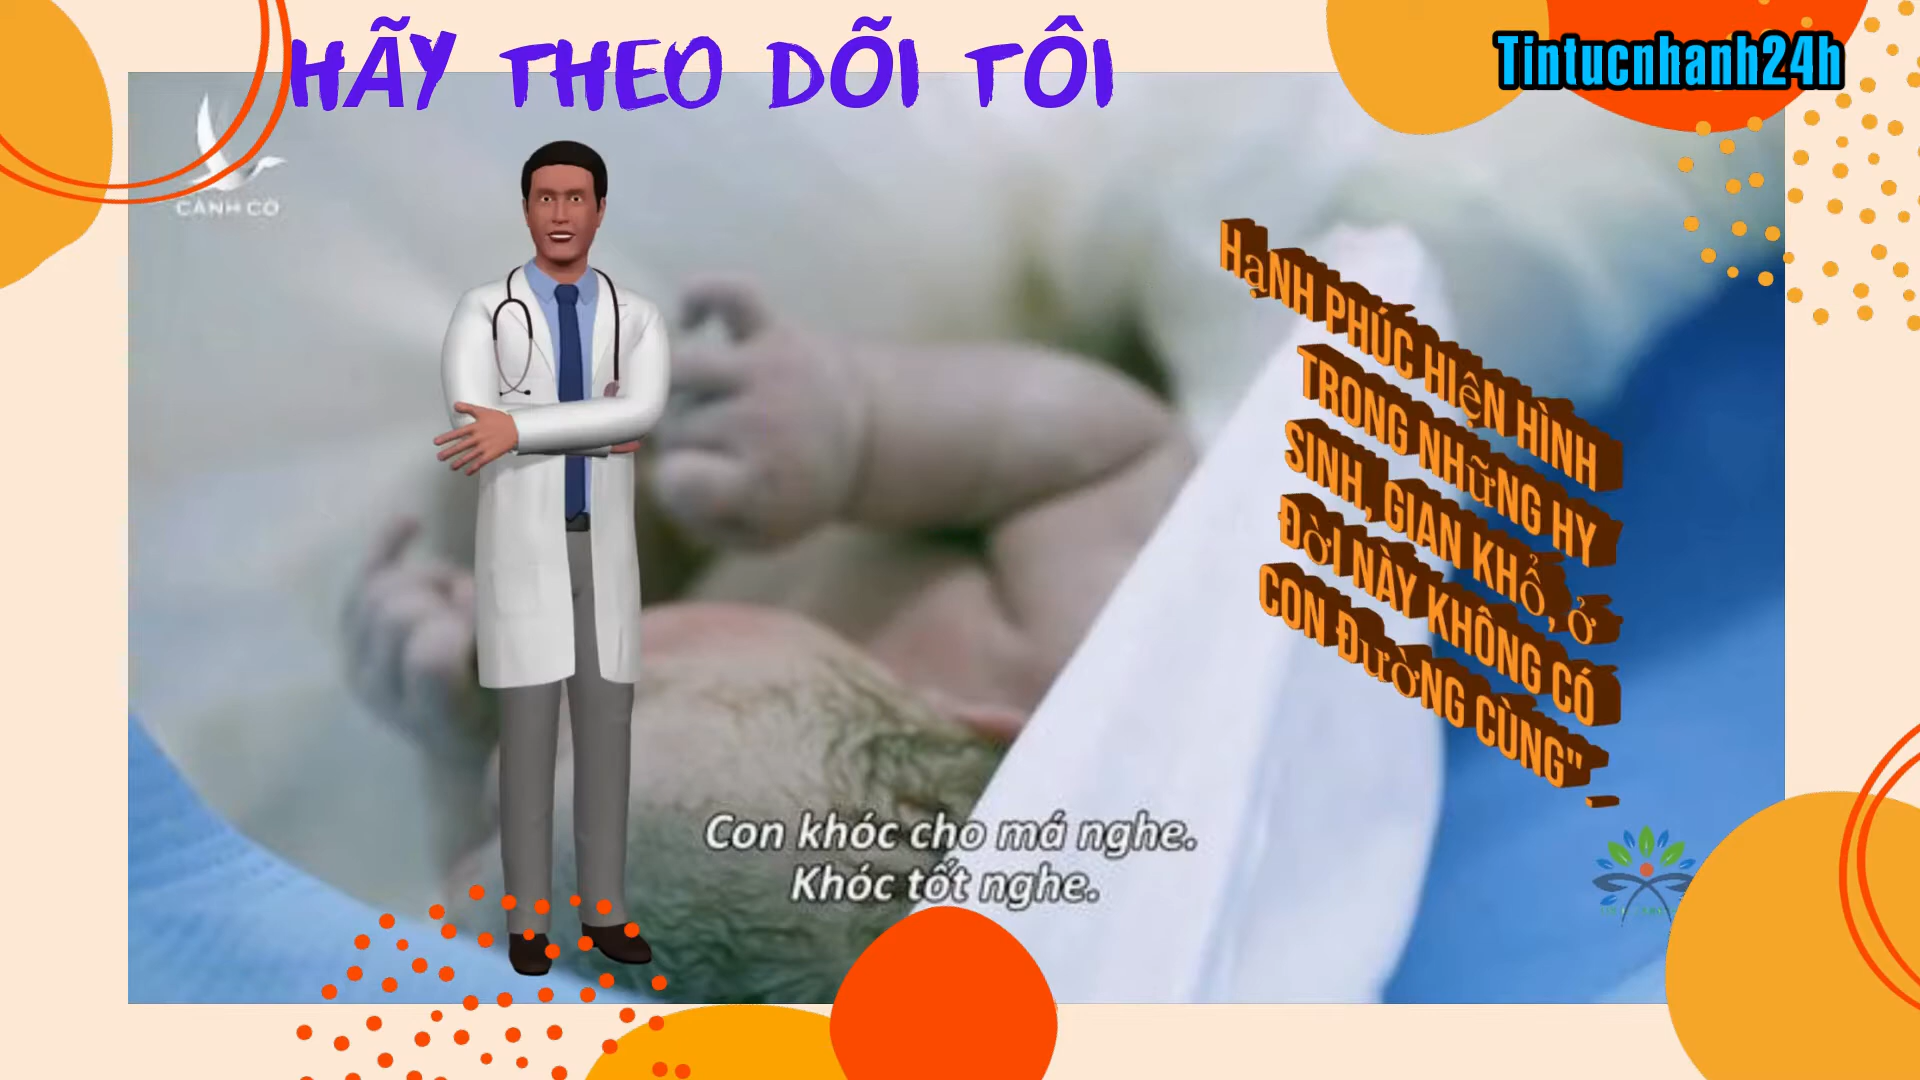 HÃY THEO DÕI TÔI
Tintucnhanh24h
CÁNH CÒ
HạNH PHÚC HIệN HÌNH
TRONG NHữNG HY
SINH, GIAN KHổ, ở
ĐờI NÀY KHÔNG CÓ
CON ĐườNG CÙNG" -
Con khóc cho má nghe.
Khóc tốt nghe.